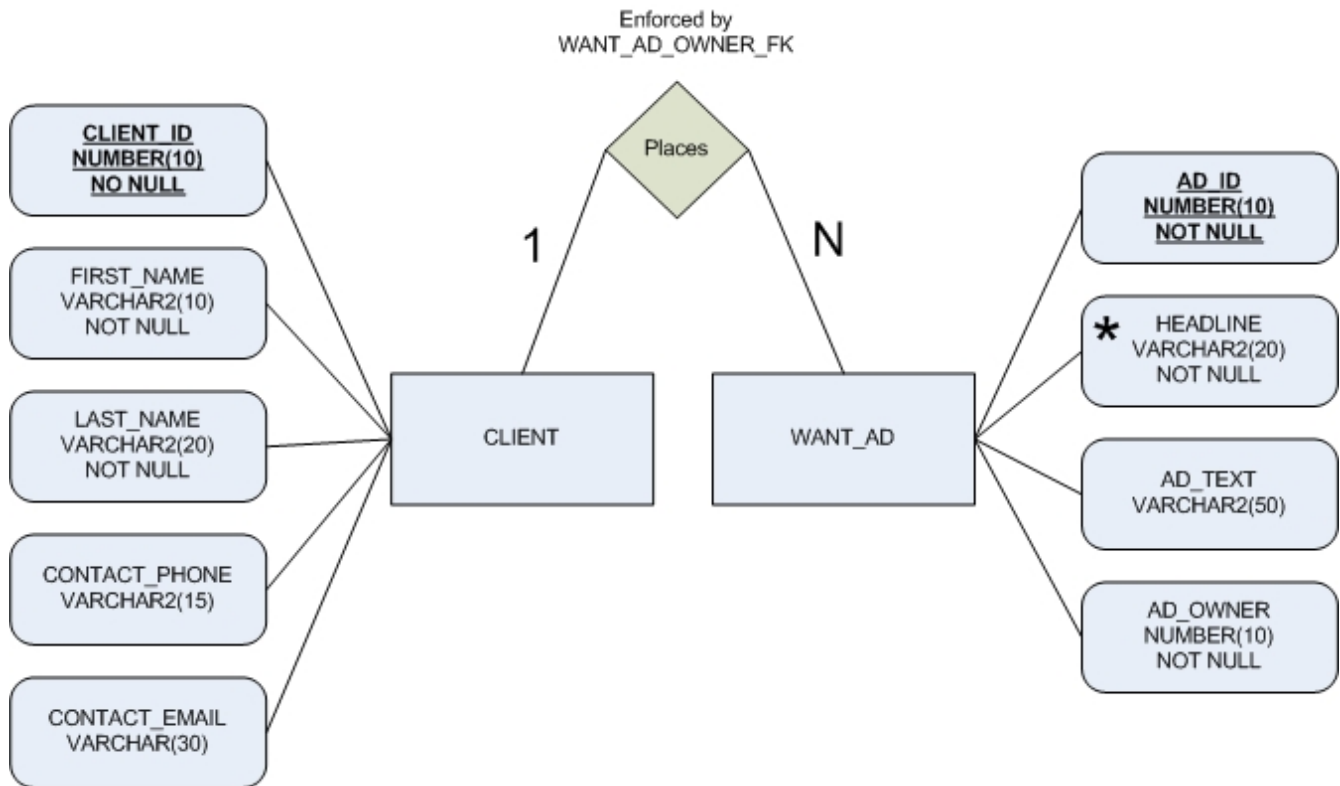 Enforced by
WANT_AD_OWNER_FK
Places
1
N
CLIENT_ID
NUMBER(10)
NO NULL
FIRST_NAME
VARCHAR2(10)
NOT NULL
LAST_NAME
VARCHAR2(20)
NOT NULL
CONTACT_PHONE
VARCHAR2(15)
CONTACT_EMAIL
VARCHAR(30)
CLIENT
WANT_AD
AD_ID
NUMBER(10)
NOT NULL
* HEADLINE
VARCHAR2(20)
NOT NULL
AD_TEXT
VARCHAR2(50)
AD_OWNER
NUMBER(10)
NOT NULL